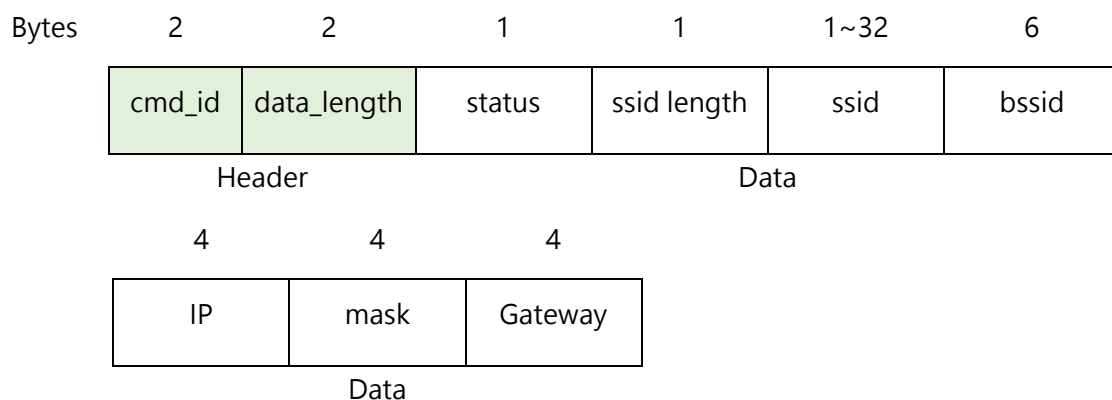 Bytes 2 2 1 1 1~32 6
cmd_id data_length status ssid length ssid bssid
Header Data
4 4 4
IP mask Gateway
Data